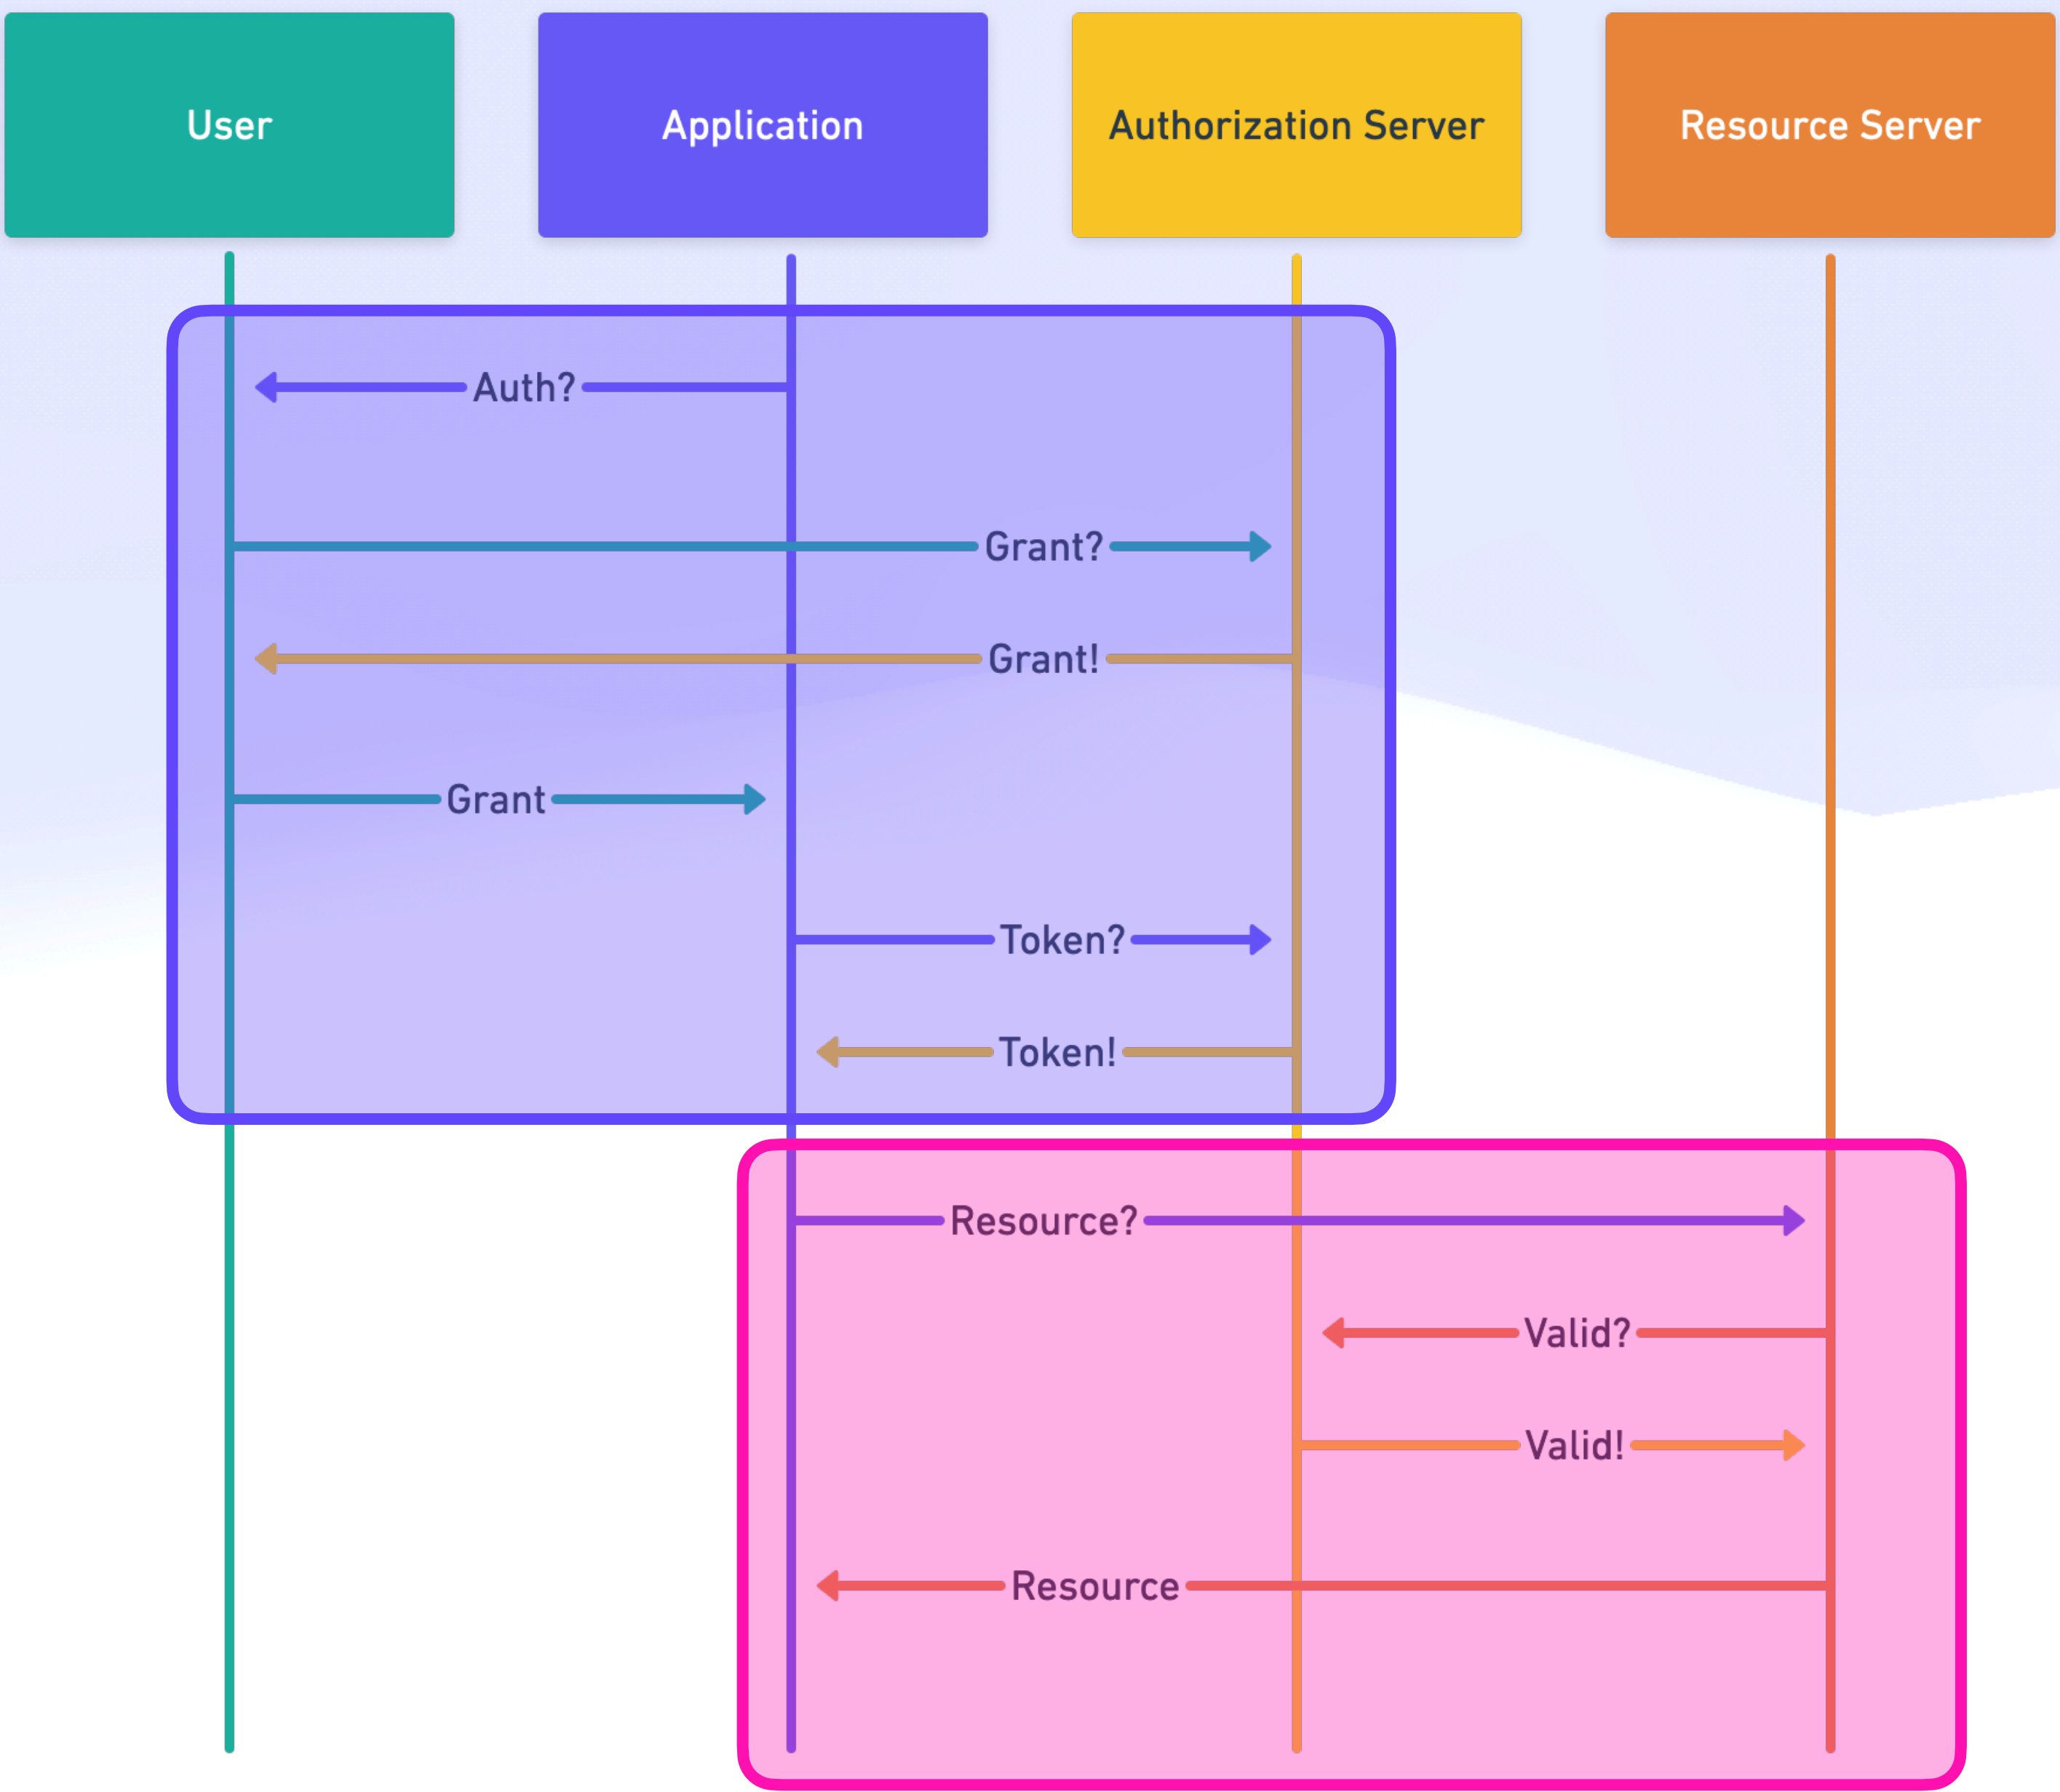 User
Application
Authorization Server
Resource Server
Auth?
Grant?
Grant!
Grant
Token?
Token!
Resource?
Valid?
Valid!
Resource